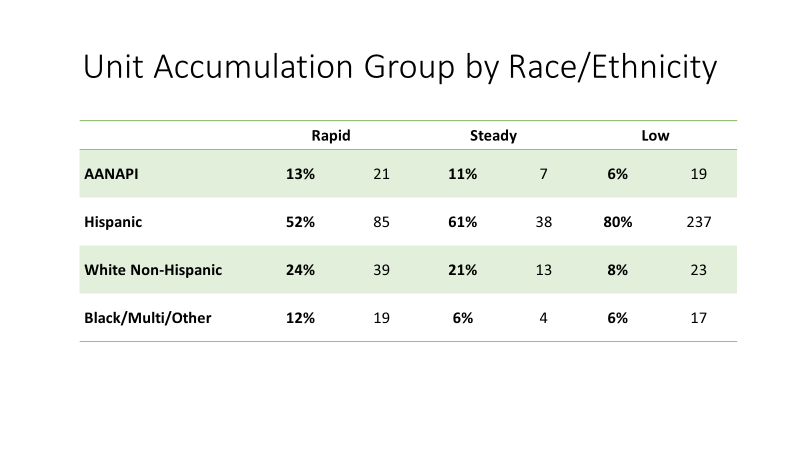 Unit Accumulation Group by Race/Ethnicity
Rapid Steady Low
AANAPI 13% 21 11% 7 6% 19
Hispanic 52% 85 61% 38 80% 237
White Non-Hispanic 24% 39 21% 13 8% 23
Black/Multi/Other 12% 19 6% 4 6% 17